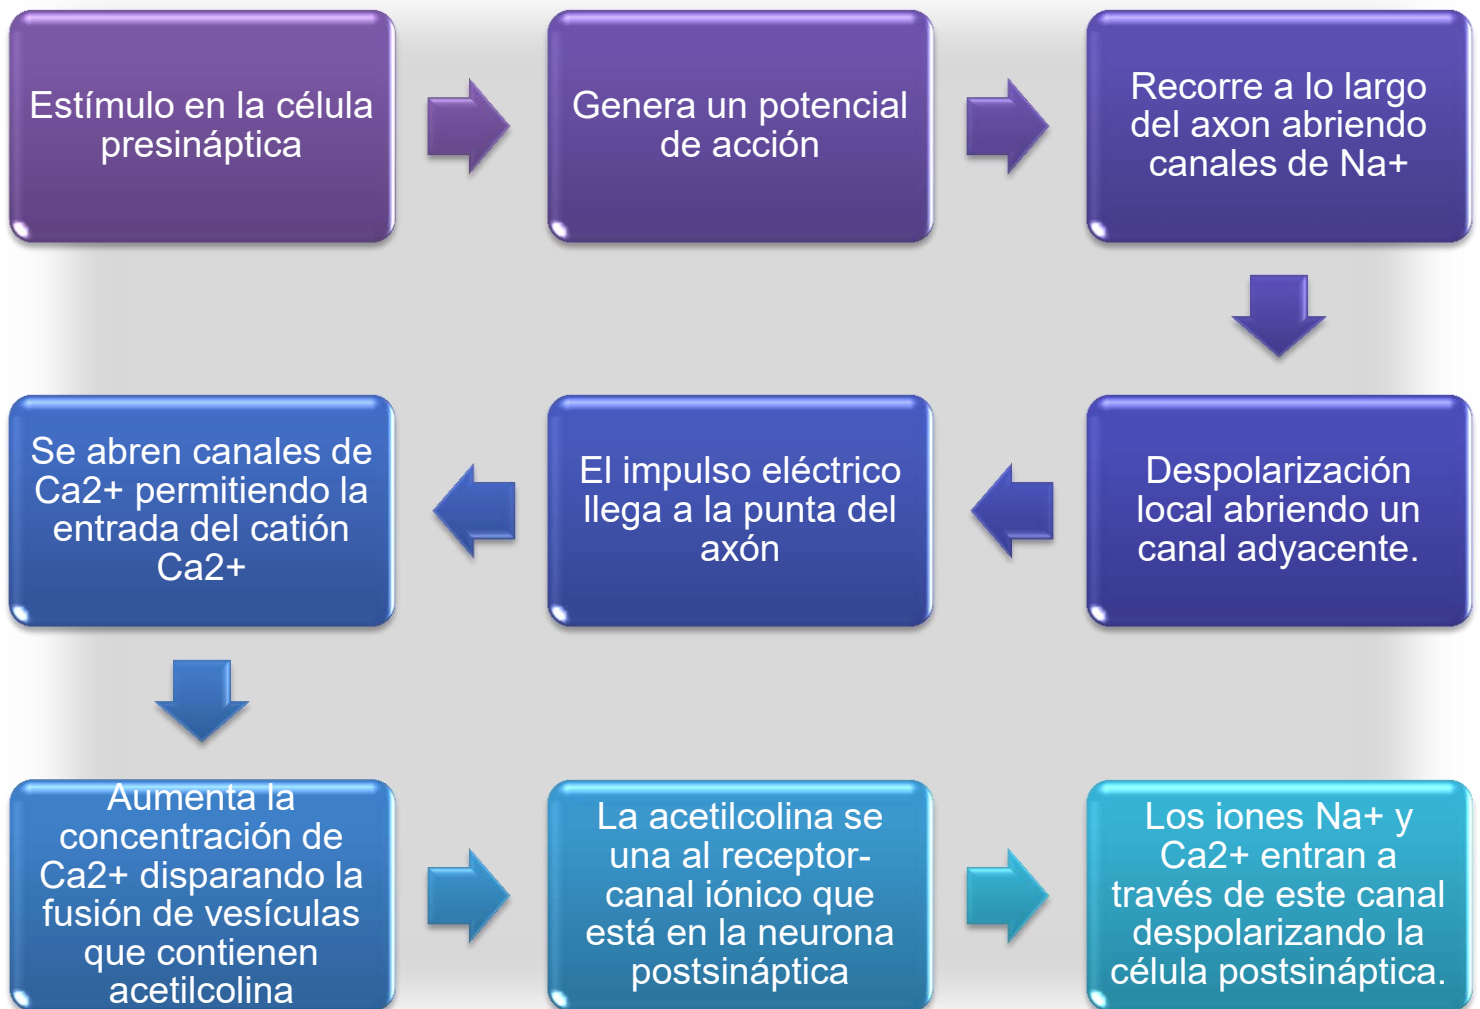 Estímulo en la célula
presináptica
Genera un potencial
de acción
Recorre a lo largo
del axon abriendo
canales de Na+
Despolarización
local abriendo un
canal adyacente.
El impulso eléctrico
llega a la punta del
axón
Se abren canales de
Ca2+ permitiendo la
entrada del catión
Ca2+
Aumenta la
concentración de
Ca2+ disparando la
fusión de vesículas
que contienen
acetilcolina
La acetilcolina se
una al receptor-
canal iónico que
está en la neurona
postsináptica
Los iones Na+ y
Ca2+ entran a
través de este canal
despolarizando la
célula postsináptica.